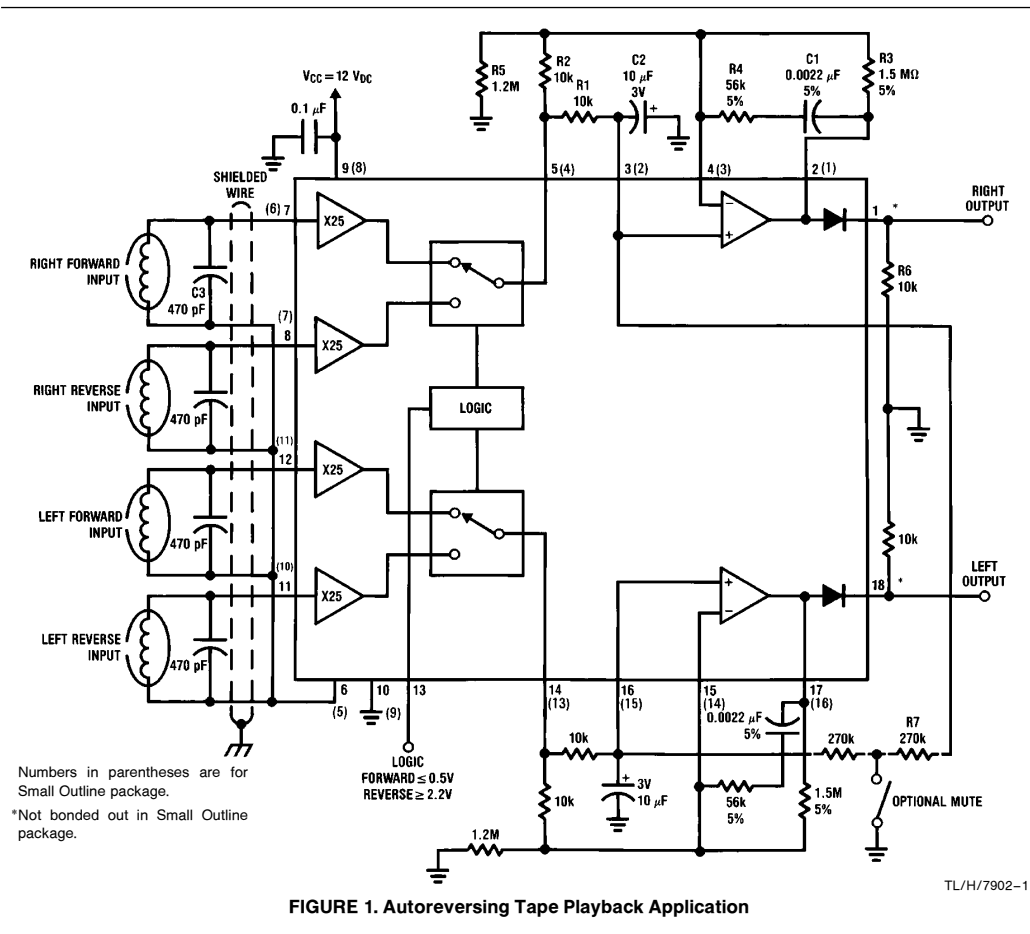 R5
1.2M
R2
10k
R1
10k
C2
10 µF
3V
+
R4
56k
5%
C1
0.0022 µF
5%
R3
1.5 MΩ
5%
VCC = 12 VDC
0.1 µF
9 (8)
5 (4)
3 (2)
4 (3)
2 (1)
SHIELDED
WIRE
(6) 7
X25
−
+
1
*
RIGHT
OUTPUT
RIGHT FORWARD
INPUT
C3
470 pF
R6
10k
(7)
8
X25
RIGHT REVERSE
INPUT
470 pF
LOGIC
(11)
12
X25
LEFT FORWARD
INPUT
470 pF
10k
(10)
11
X25
+
−
18
*
LEFT
OUTPUT
LEFT REVERSE
INPUT
470 pF
6
(5)
10
(9)
13
14
(13)
16
(15)
15
(14)
17
(16)
0.0022 µF
5%
R7
270k
270k
10k
LOGIC
FORWARD ≤ 0.5V
REVERSE ≥ 2.2V
10k
+
3V
10 µF
56k
5%
1.5M
5%
OPTIONAL MUTE
1.2M
Numbers in parentheses are for
Small Outline package.
*Not bonded out in Small Outline
package.
TL/H/7902–1
FIGURE 1. Autoreversing Tape Playback Application